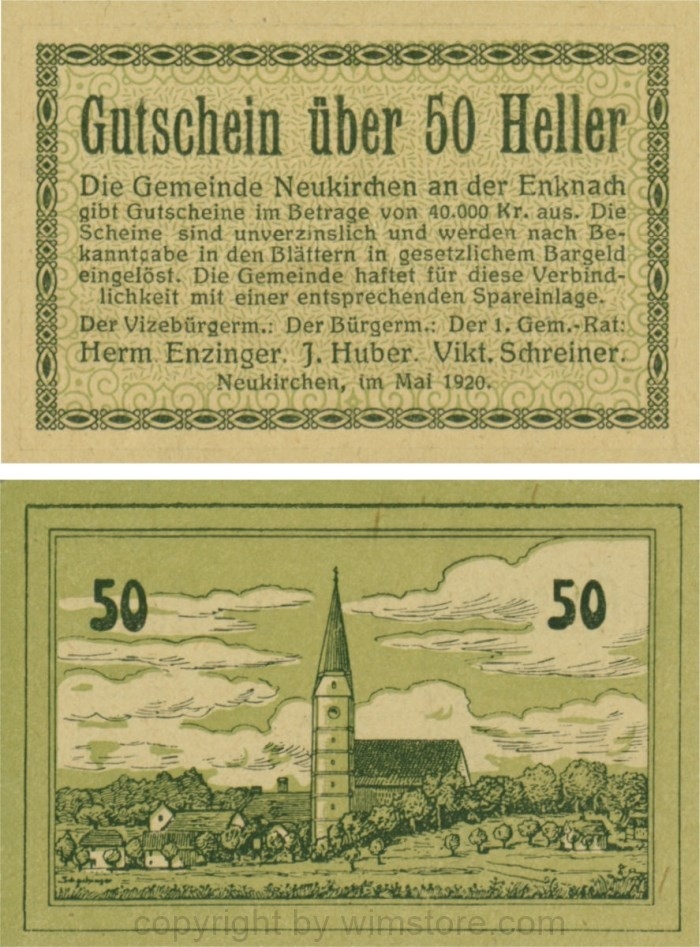 Gutschein über 50 Heller
Die Gemeinde Neukirchen an der Enknach
gibt Gutscheine im Betrage von 40.000 Kr. aus. Die
Scheine sind unverzinslich und werden nach Be-
kanntgabe in den Blättern in gesetzlichem Bargeld
eingelöst. Die Gemeinde haftet für diese Verbind-
lichkeit mit einer entsprechenden Spareinlage.
Der Vizebürgerm.: Der Bürgerm.: Der 1. Gem.-Rat:
Herm. Enzinger. J. Huber. Vikt. Schreiner.
Neukirchen, im Mai 1920.
50 50
copyright by wimstore.com